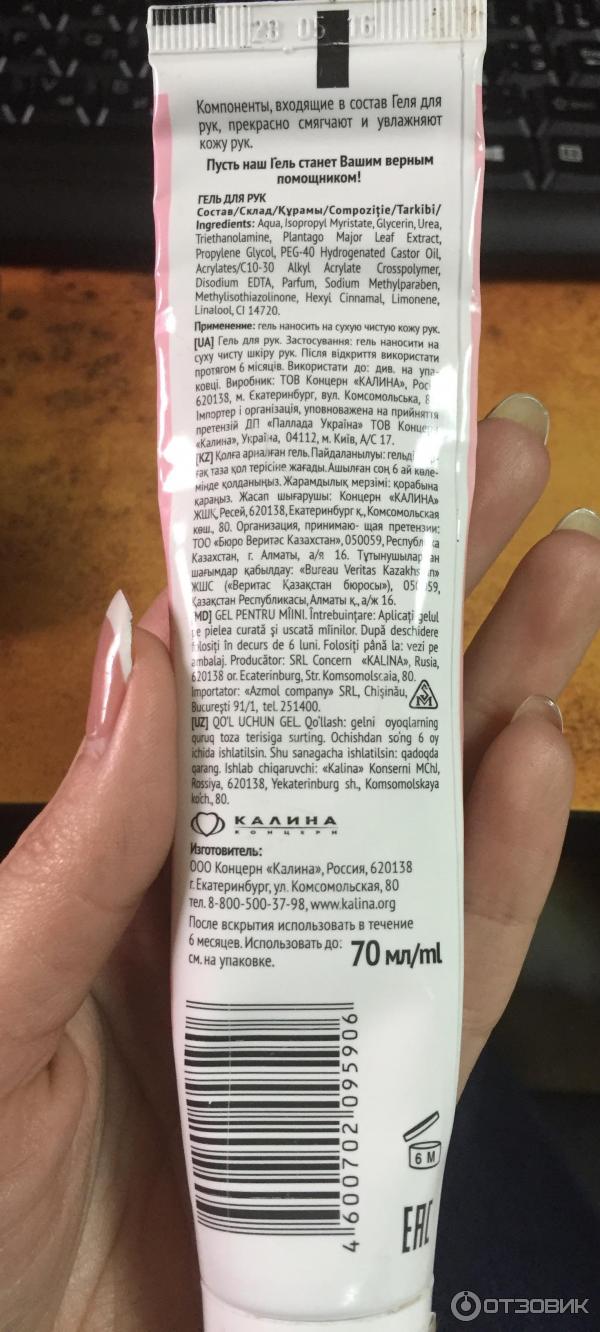 28 05 16
Компоненты, входящие в состав Геля для
рук, прекрасно смягчают и увлажняют
кожу рук.
Пусть наш Гель станет Вашим верным
помощником!
ГЕЛЬ ДЛЯ РУК
Состав/Склад/Құрамы/Compoziţie/Tarkibi/
Ingredients: Aqua, Isopropyl Myristate, Glycerin, Urea,
Triethanolamine, Plantago Major Leaf Extract,
Propylene Glycol, PEG-40 Hydrogenated Castor Oil,
Acrylates/C10-30 Alkyl Acrylate Crosspolymer,
Disodium EDTA, Parfum, Sodium Methylparaben,
Methylisothiazolinone, Hexyl Cinnamal, Limonene,
Linalool, CI 14720.
Применение: гель наносить на сухую чистую кожу рук.
[UA] Гель для рук. Застосування: гель наносити на
суху чисту шкіру рук. Після відкриття використати
протягом 6 місяців. Використати до: див. на упа-
ковці. Виробник: ТОВ Концерн «КАЛИНА», Росі
620138, м. Екатеринбург, вул. Комсомольська, 8
Імпортер і організація, уповноважена на прийняття
претензій ДП «Паллада Україна» ТОВ Концерн
«Калина», Україна, 04112, м. Київ, А/С 17.
[KZ] Қолға арналған гель. Пайдаланылуы: гельді
ғақ таза қол терісіне жағады. Ашылған соң 6 ай көле-
мінде қолданыңыз. Жарамдылық мерзімі: қорабына
қараңыз. Жасап шығарушы: Концерн «КАЛИНА»
ЖШҚ, Ресей, 620138, Екатеринбург қ., Комсомольская
көш., 80. Организация, принимаю- щая претензии:
ТОО «Бюро Веритас Казахстан», 050059, Республика
Казахстан, г. Алматы, а/я 16. Тұтынушылардан
шағымдар қабылдау: «Bureau Veritas Kazakhstan»
ЖШС («Веритас Қазақстан бюросы»), 050059,
Қазақстан Республикасы, Алматы қ., а/ж 16.
[MD] GEL PENTRU MÎINI. Întrebuinţare: Aplicaţi gelul
pe pielea curată şi uscată mîinilor. După deschidere
folosiţi în decurs de 6 luni. Folosiţi până la: vezi pe
ambalaj. Producător: SRL Concern «KALINA», Rusia,
620138 or. Ecaterinburg, Str. Komsomolscaia, 80.
Importator: «Azmol company» SRL, Chişinău,
Bucureşti 91/1, tel. 251400.
[UZ] QO'L UCHUN GEL. Qo'llash: gelni oyoqlarning
quruq toza terisiga surting. Ochishdan so'ng 6 oy
ichida ishlatilsin. Shu sanagacha ishlatilsin: qadoqda
qarang. Ishlab chiqaruvchi: «Kalina» Konserni MChJ,
Rossiya, 620138, Yekaterinburg sh., Komsomolskaya
ko'ch., 80.
КАЛИНА
КОНЦЕРН
Изготовитель:
ООО Концерн «Калина», Россия, 620138
г. Екатеринбург, ул. Комсомольская, 80
тел. 8-800-500-37-98, www.kalina.org
После вскрытия использовать в течение
6 месяцев. Использовать до:
см. на упаковке.
70 мл/ml
4 600702 095906
6 M
EAC
ОТЗОВИК